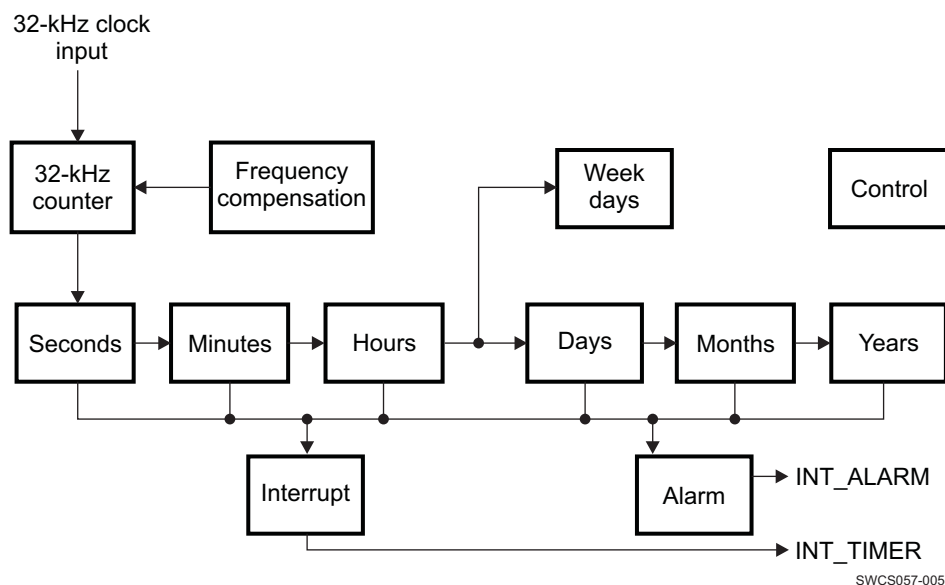 32-kHz clock
input
32-kHz
counter
Frequency
compensation
Week
days
Control
Seconds
Minutes
Hours
Days
Months
Years
Interrupt
Alarm
INT_ALARM
INT_TIMER
SWCS057-005